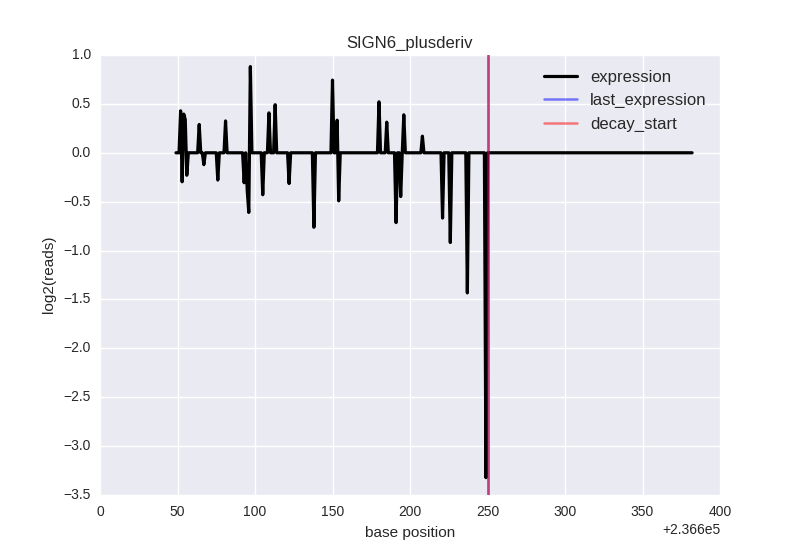 SIGN6_plusderiv
1.0
0.5
0.0
−0.5
−1.0
−1.5
−2.0
−2.5
−3.0
−3.5
log2(reads)
expression
last_expression
decay_start
0 50 100 150 200 250 300 350 400
+2.366e5
base position